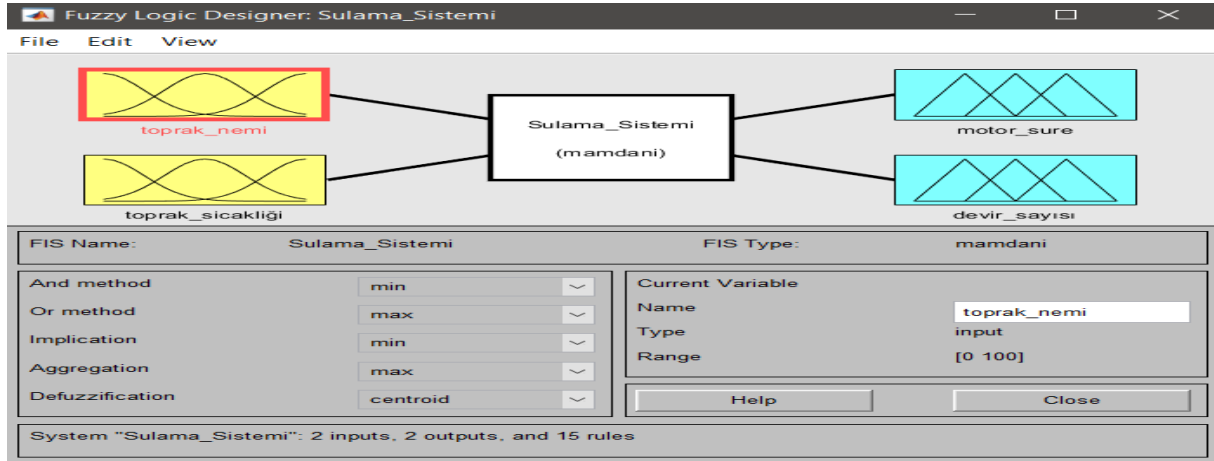 Fuzzy Logic Designer: Sulama_Sistemi
File Edit View
toprak_nemi
toprak_sicakliği
Sulama_Sistemi
(mamdani)
motor_sure
devir_sayısı
FIS Name: Sulama_Sistemi FIS Type: mamdani
And method min
Or method max
Implication min
Aggregation max
Defuzzification centroid
Current Variable
Name toprak_nemi
Type input
Range [0 100]
Help Close
System "Sulama_Sistemi": 2 inputs, 2 outputs, and 15 rules